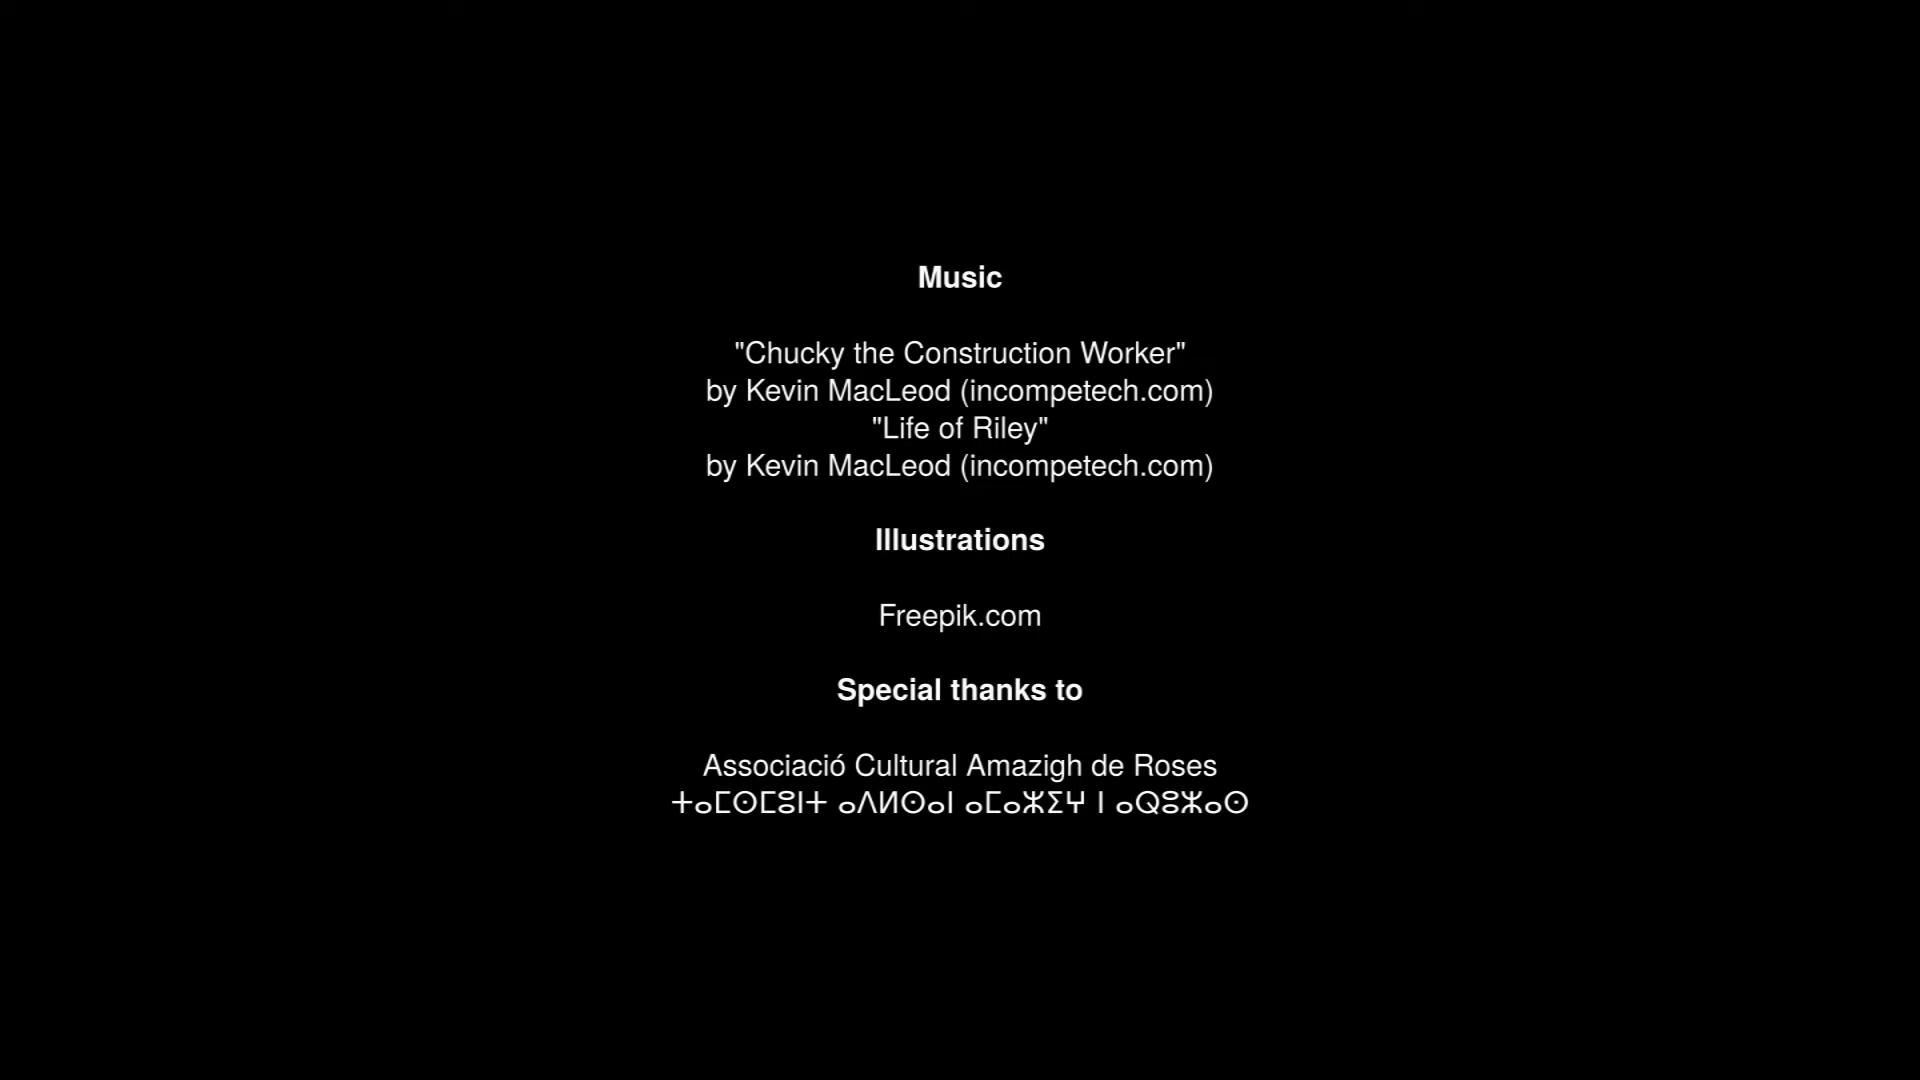 Music
"Chucky the Construction Worker"
by Kevin MacLeod (incompetech.com)
"Life of Riley"
by Kevin MacLeod (incompetech.com)
Illustrations
Freepik.com
Special thanks to
Associació Cultural Amazigh de Roses
ⵜⴰⵎⵙⵎⵓⵏⵜ ⴰⴷⵍⵙⴰⵏ ⴰⵎⴰⵣⵉⵖ ⵏ ⴰⵕⵓⵣⴰⵙ